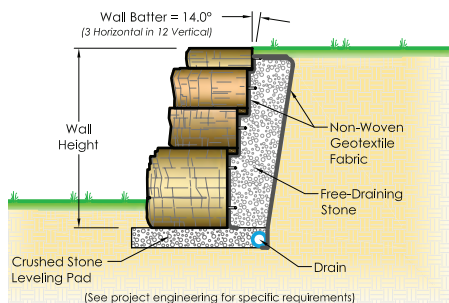 Wall Batter = 14.0º
(3 Horizontal in 12 Vertical)
Wall
Height
Non-Woven
Geotextile
Fabric
Free-Draining
Stone
Crushed Stone
Leveling Pad
Drain
(See project engineering for specific requirements)